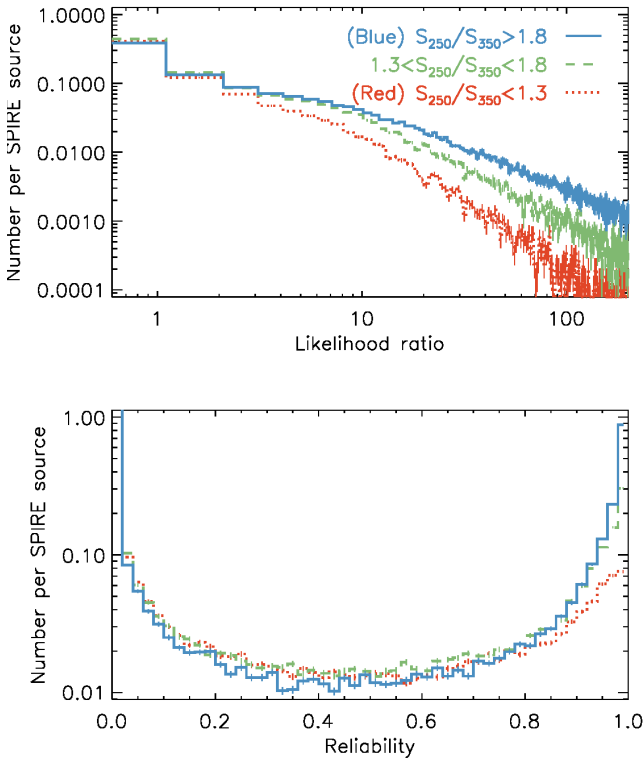 Number per SPIRE source
1.0000
0.1000
0.0100
0.0010
0.0001
(Blue) S250/S350>1.8
1.3<S250/S350<1.8
(Red) S250/S350<1.3
1 10 100
Likelihood ratio
Number per SPIRE source
1.00
0.10
0.01
0.0 0.2 0.4 0.6 0.8 1.0
Reliability